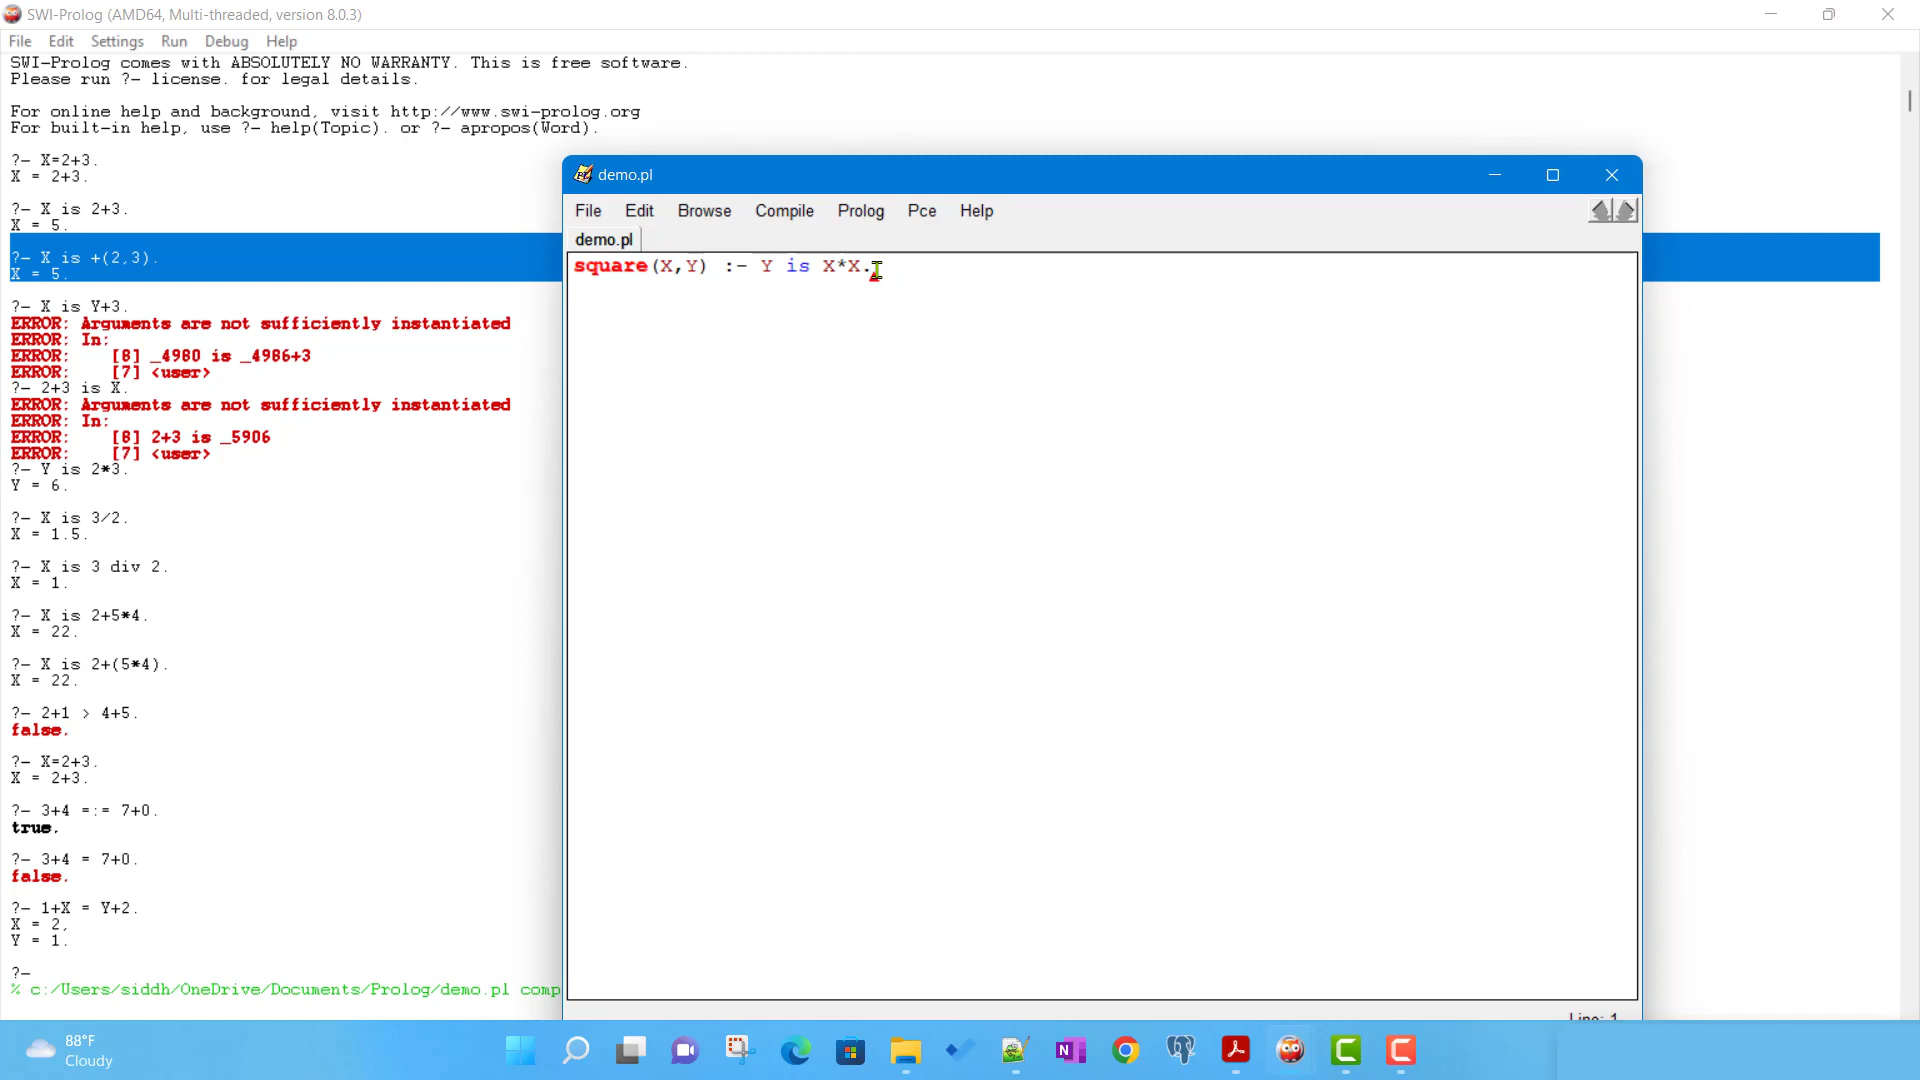 SWI-Prolog (AMD64, Multi-threaded, version 8.0.3)
File Edit Settings Run Debug Help
SWI-Prolog comes with ABSOLUTELY NO WARRANTY. This is free software.
Please run ?- license. for legal details.
For online help and background, visit http://www.swi-prolog.org
For built-in help, use ?- help(Topic). or ?- apropos(Word).
?- X=2+3.
X = 2+3.
?- X is 2+3.
X = 5.
?- X is +(2,3).
X = 5.
?- X is Y+3.
ERROR: Arguments are not sufficiently instantiated
ERROR: In:
ERROR:    [8] _4980 is _4986+3
ERROR:    [7] <user>
?- 2+3 is X.
ERROR: Arguments are not sufficiently instantiated
ERROR: In:
ERROR:    [8] 2+3 is _5906
ERROR:    [7] <user>
?- Y is 2*3.
Y = 6.
?- X is 3/2.
X = 1.5.
?- X is 3 div 2.
X = 1.
?- X is 2+5*4.
X = 22.
?- X is 2+(5*4).
X = 22.
?- 2+1 > 4+5.
false.
?- X=2+3.
X = 2+3.
?- 3+4 =:= 7+0.
true.
?- 3+4 = 7+0.
false.
?- 1+X = Y+2.
X = 2,
Y = 1.
?-
% c:/Users/siddh/OneDrive/Documents/Prolog/demo.pl comp
demo.pl
File Edit Browse Compile Prolog Pce Help
demo.pl
square(X,Y) :- Y is X*X.
Line: 1
88°F
Cloudy